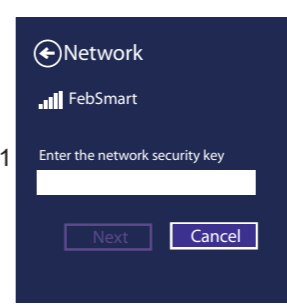 Network
FebSmart
1
Enter the network security key
Next
Cancel